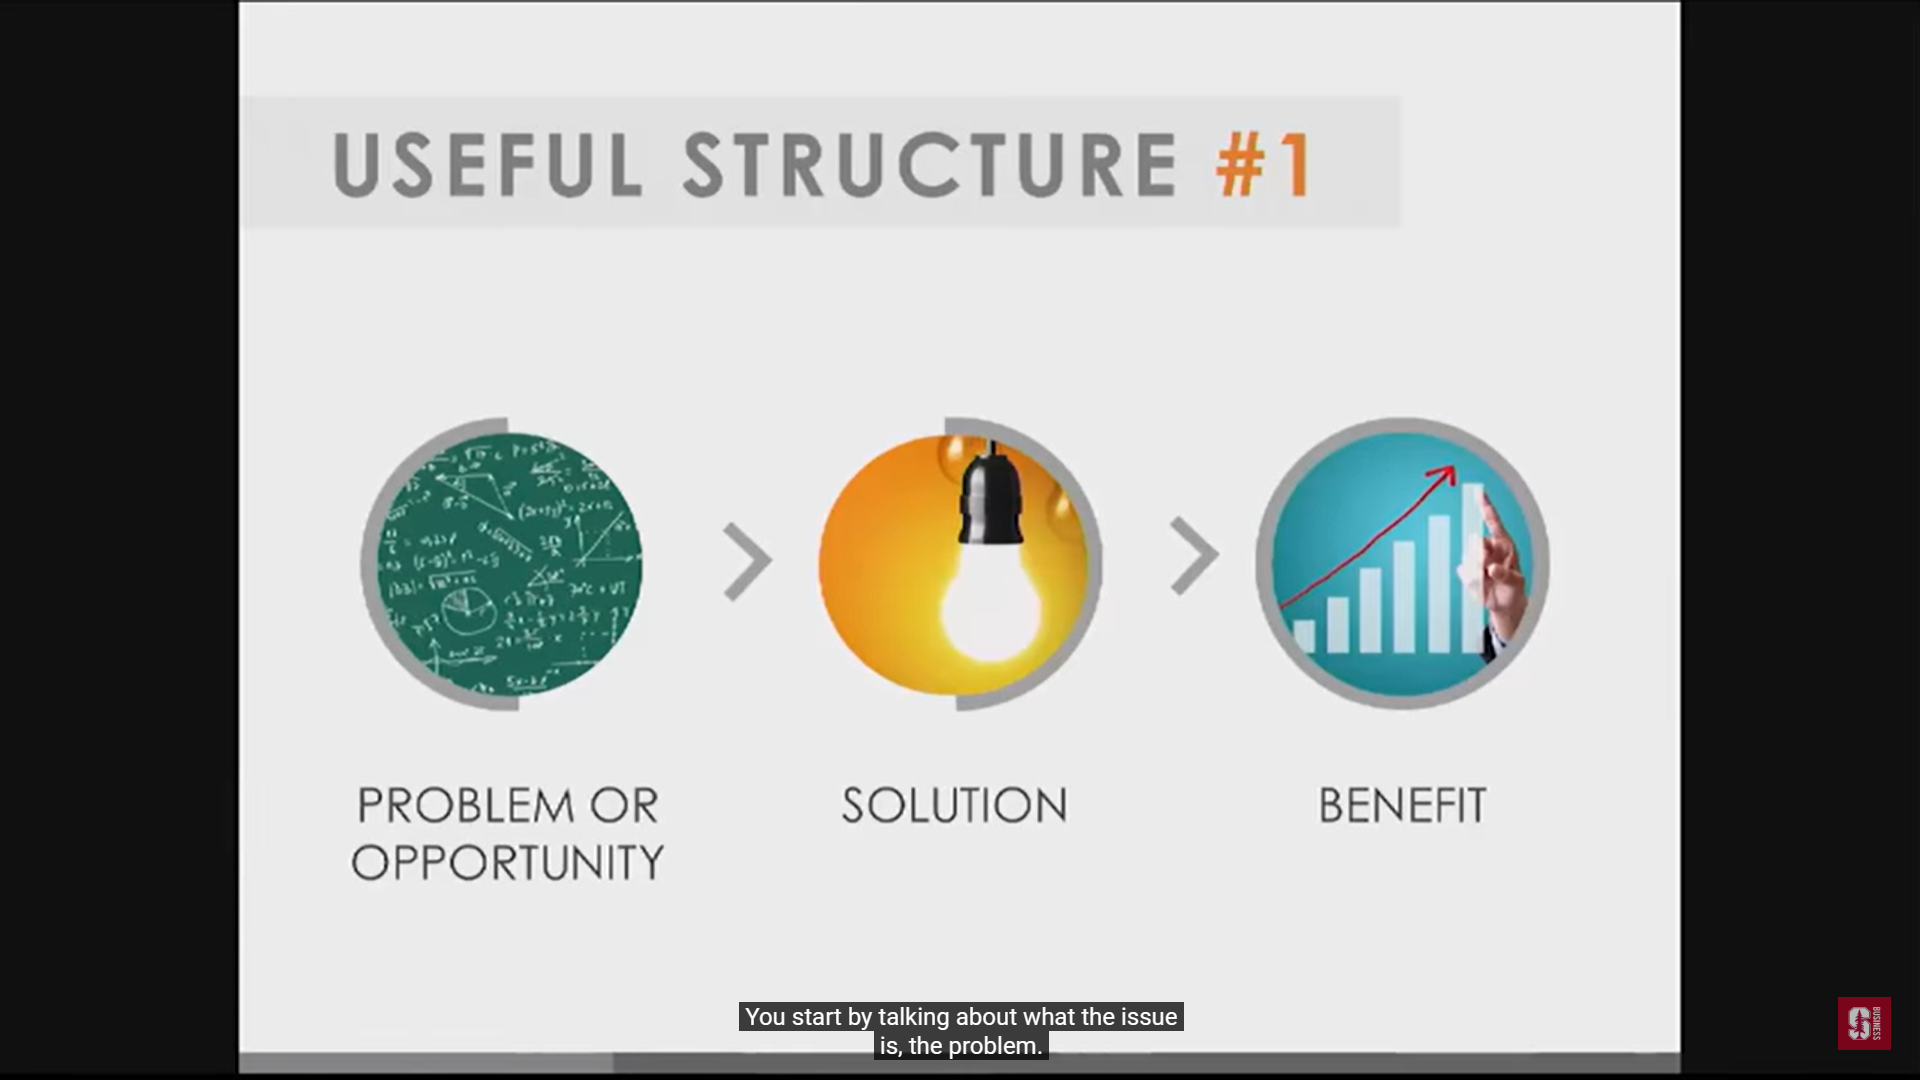 USEFUL STRUCTURE #1
PROBLEM OR
OPPORTUNITY
SOLUTION
BENEFIT
You start by talking about what the issue
is, the problem.
S
BUSINESS